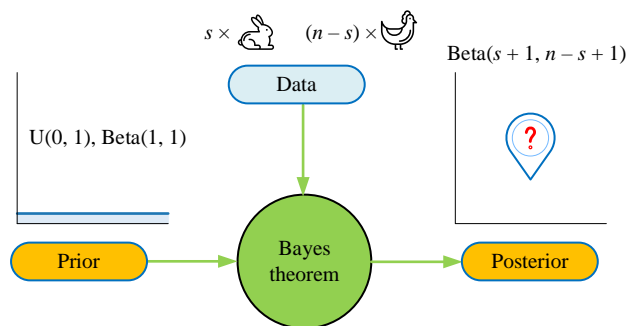 s × (n – s) ×
Beta(s + 1, n – s + 1)
Data
U(0, 1), Beta(1, 1)
?
Prior
Bayes
theorem
Posterior